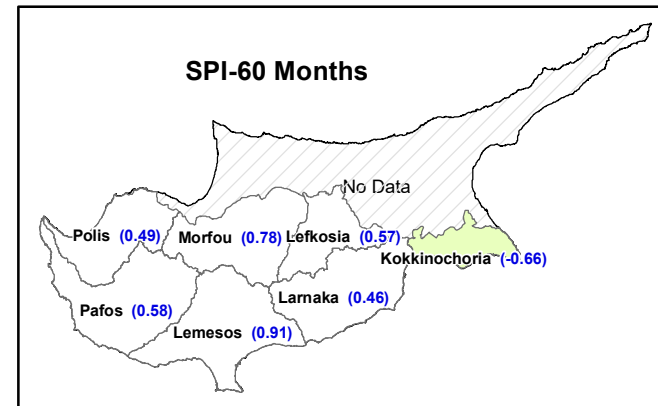 SPI-60 Months
No Data
Polis (0.49)
Morfou (0.78)
Lefkosia (0.57)
Kokkinochoria (-0.66)
Pafos (0.58)
Larnaka (0.46)
Lemesos (0.91)